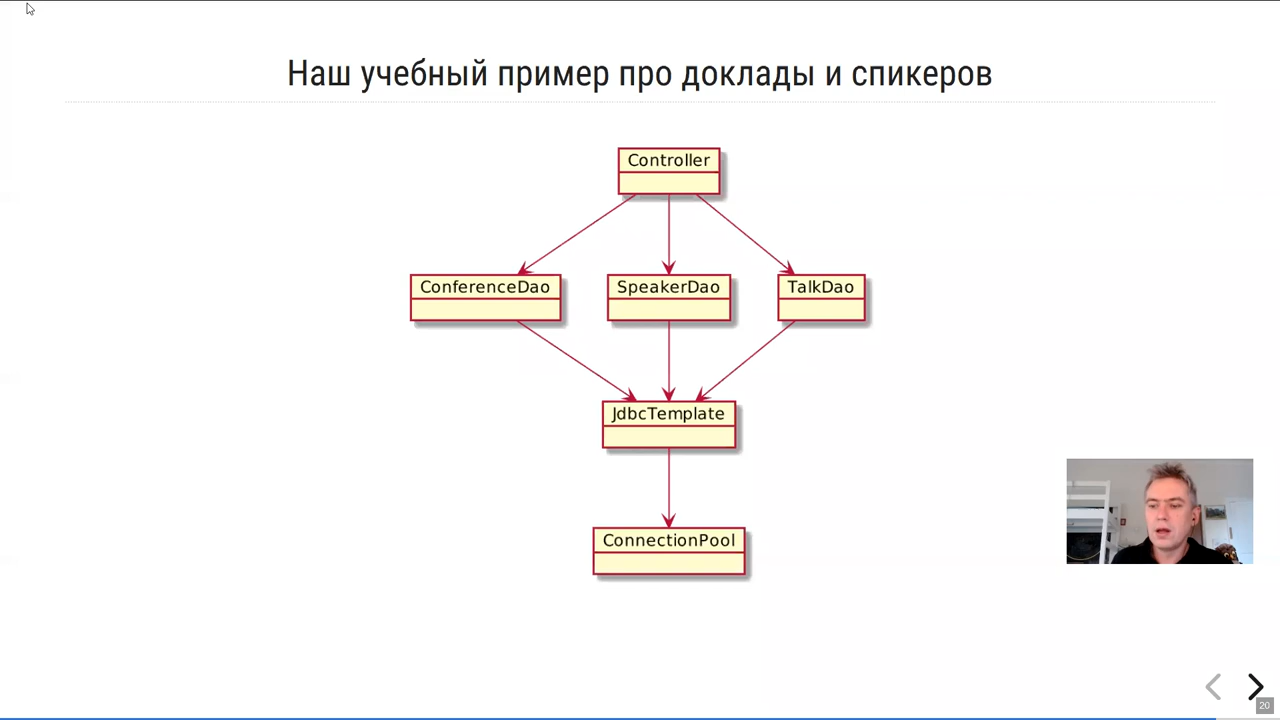 Наш учебный пример про доклады и спикеров
Controller
ConferenceDao
SpeakerDao
TalkDao
JdbcTemplate
ConnectionPool
20